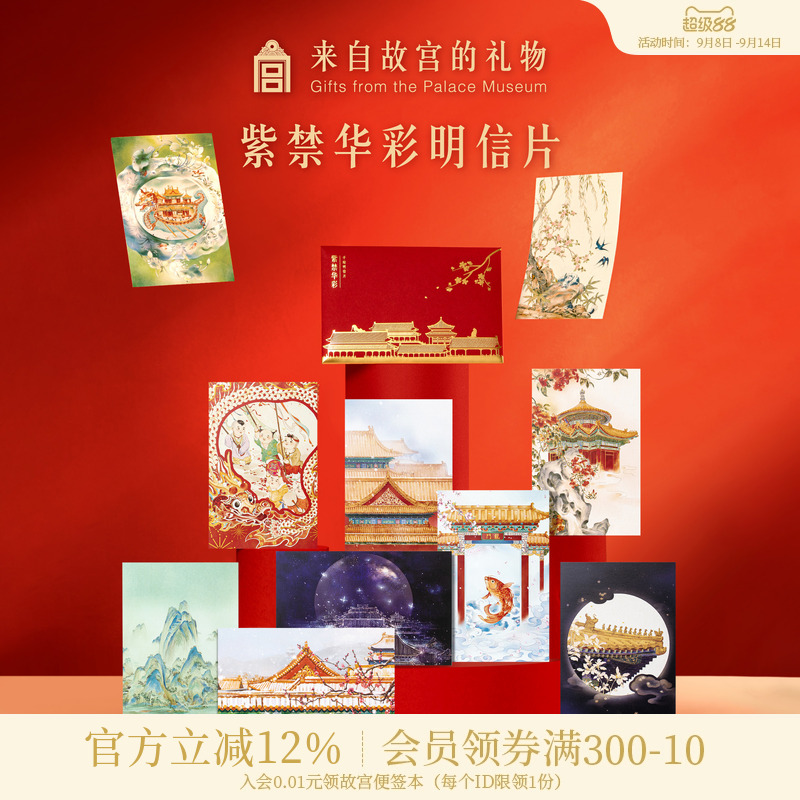 超级88
活动时间：9月8日-9月14日
来自故宫的礼物
Gifts from the Palace Museum
紫禁华彩明信片
紫禁华彩
官方立减12%
会员领券满300-10
入会0.01元领故宫便签本（每个ID限领1份）